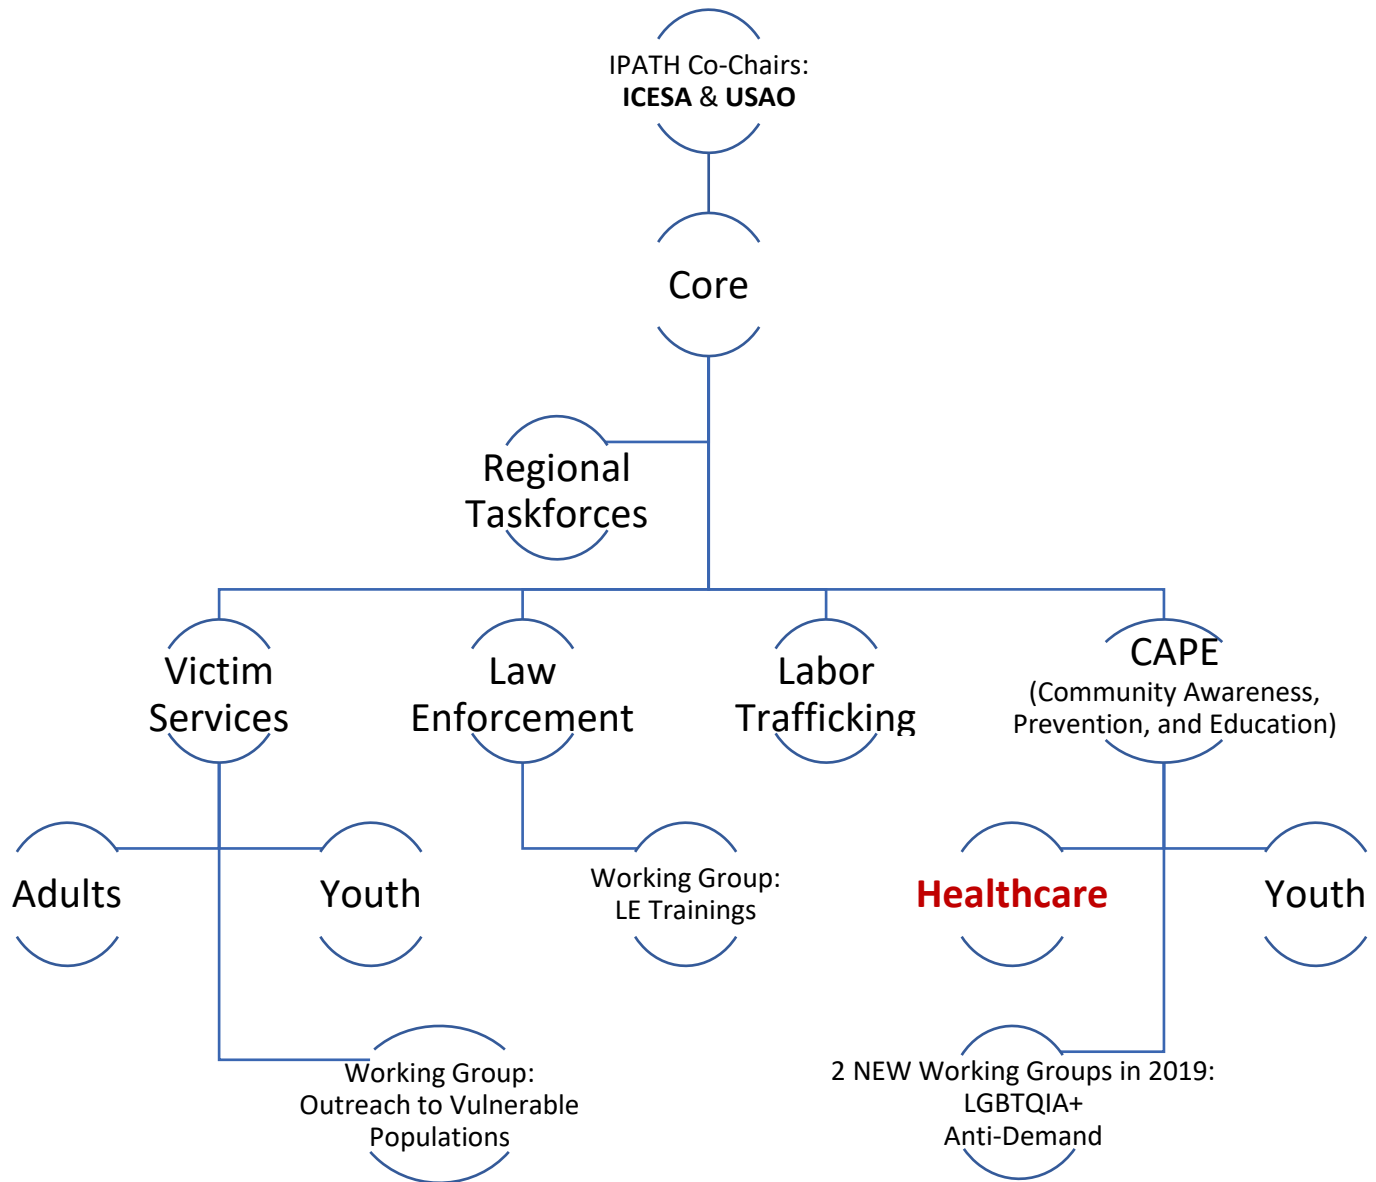 IPATH Co-Chairs:
ICESA & USAO
Core
Regional
Taskforces
Victim
Services
Law
Enforcement
Labor
Trafficking
CAPE
(Community Awareness,
Prevention, and Education)
Adults
Youth
Working Group:
LE Trainings
Healthcare
Youth
Working Group:
Outreach to Vulnerable
Populations
2 NEW Working Groups in 2019:
LGBTQIA+
Anti-Demand